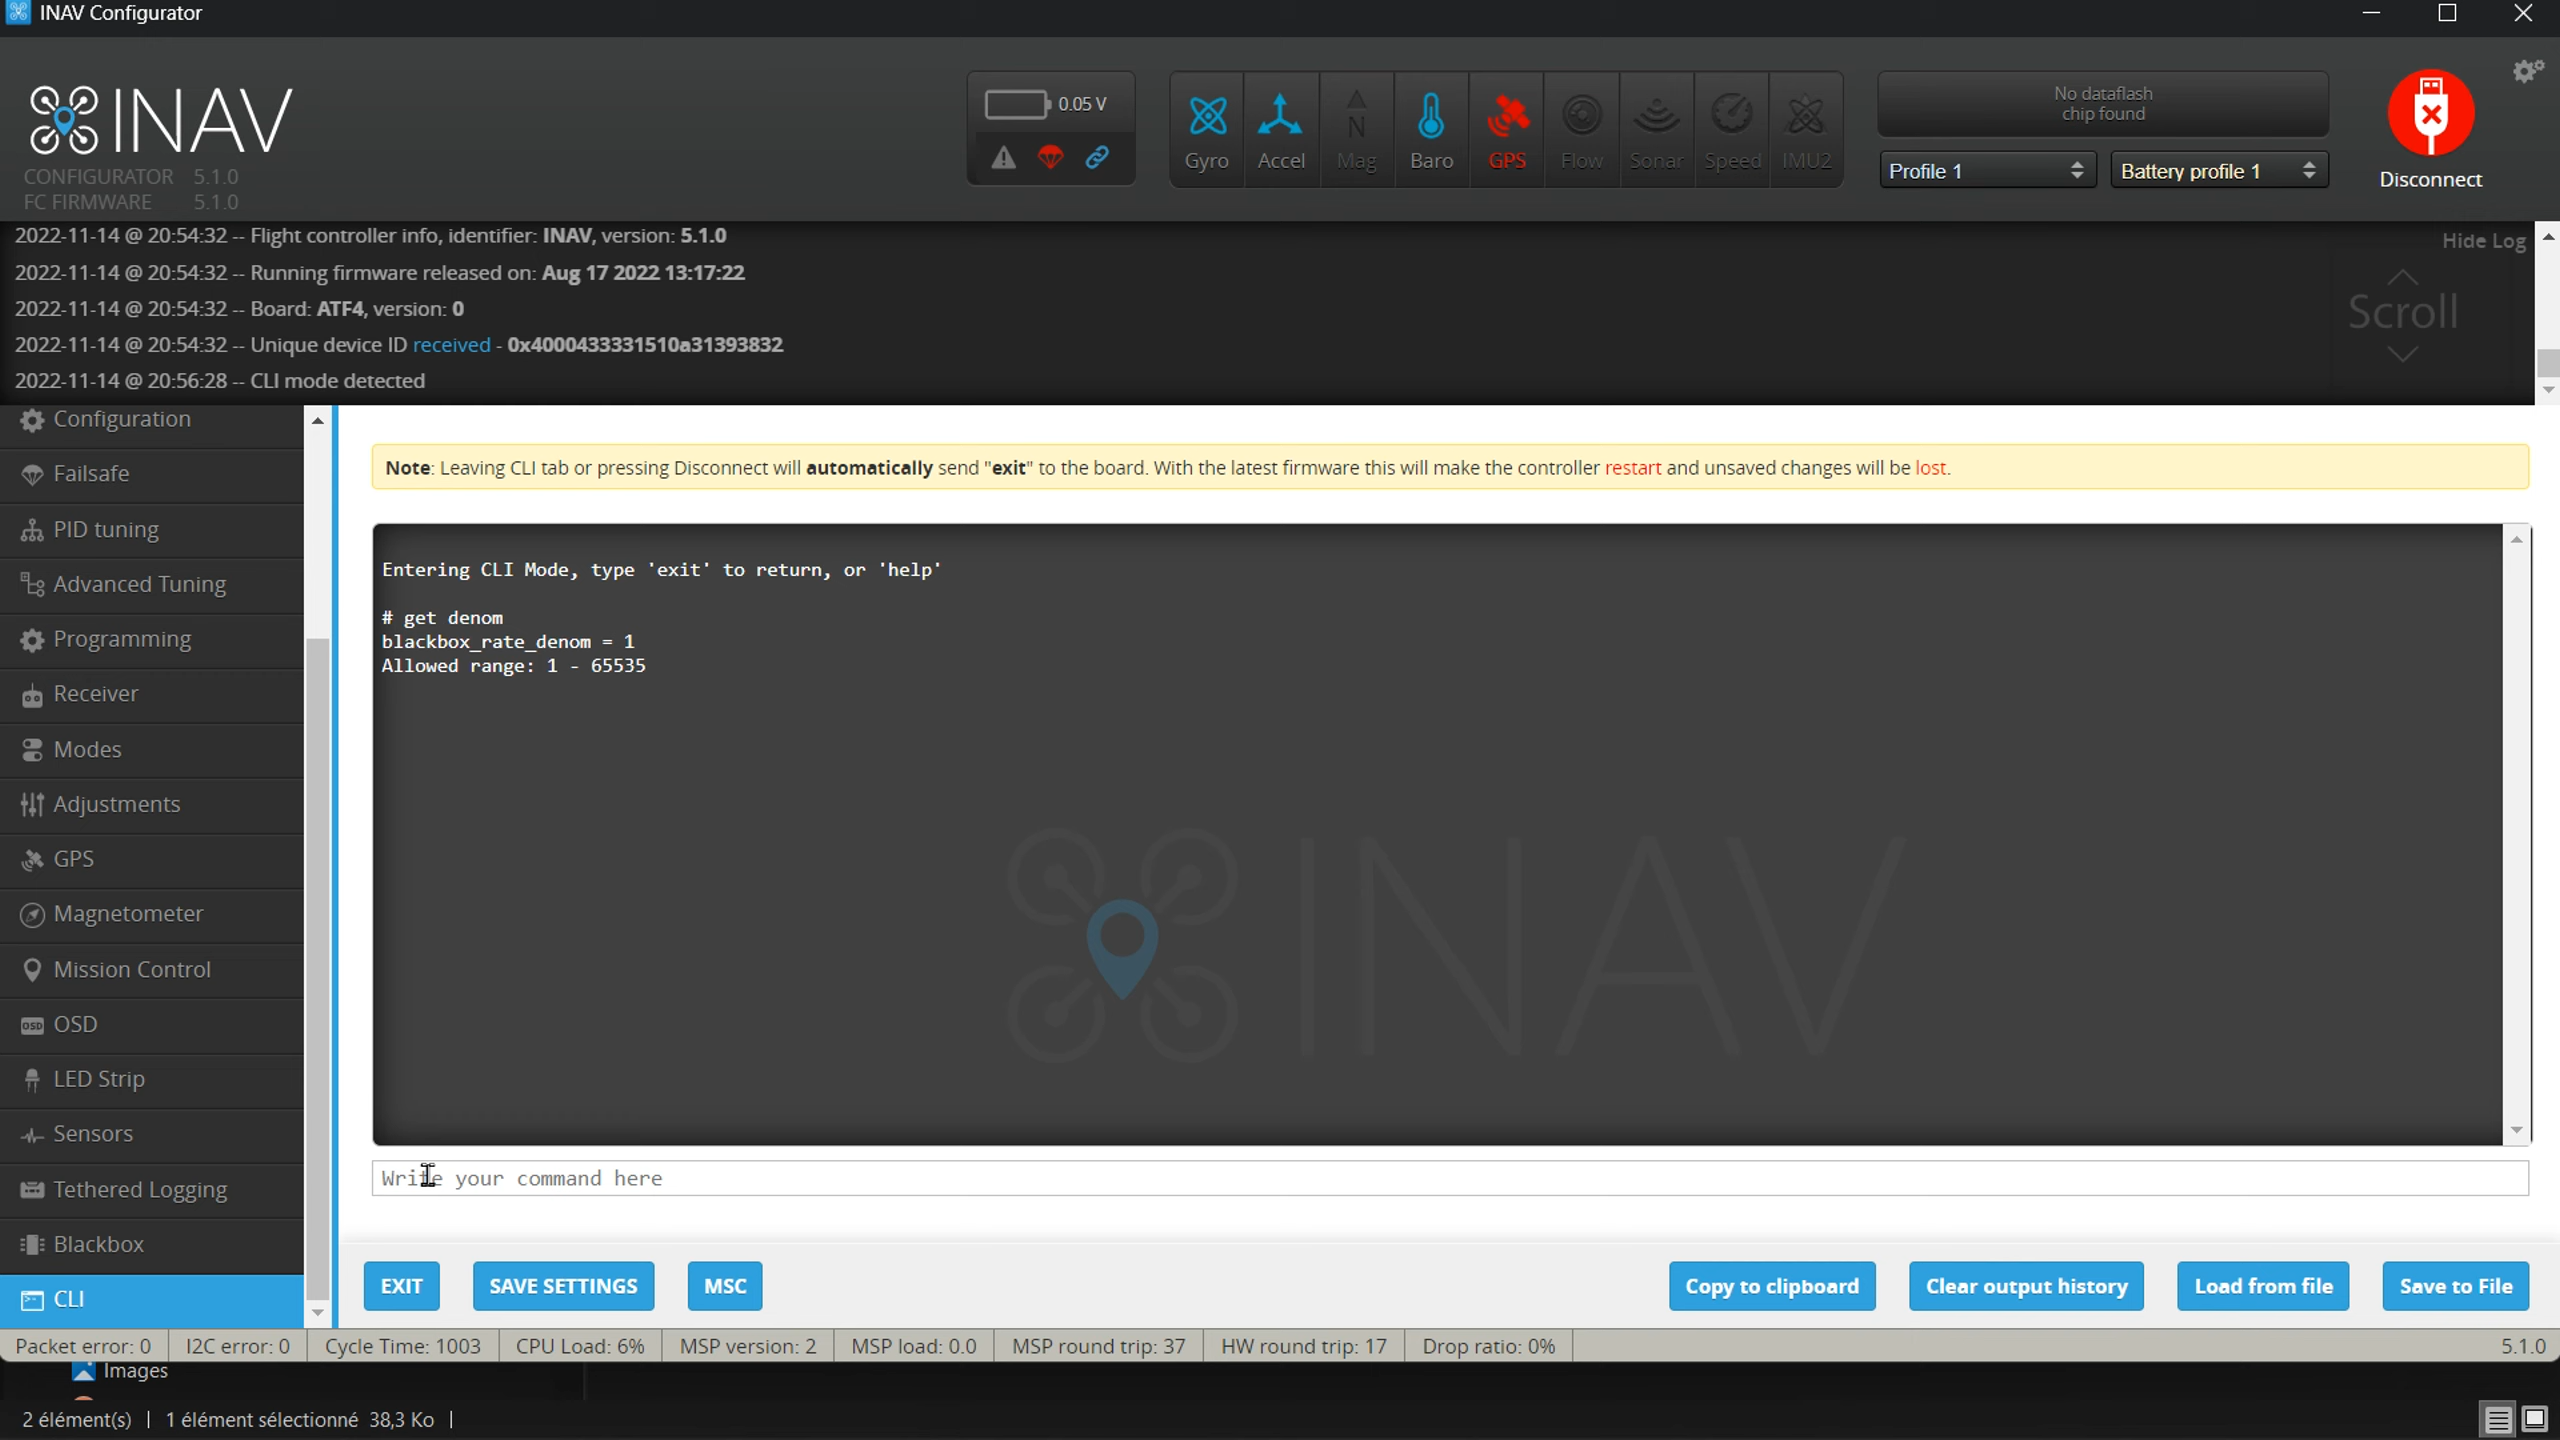 INAV Configurator
INAV
CONFIGURATOR 5.1.0
FC FIRMWARE 5.1.0
0.05 V
Gyro
Accel
N
Mag
Baro
GPS
Flow
Sonar
Speed
IMU2
No dataflash
chip found
Profile 1
Battery profile 1
Disconnect
2022-11-14 @ 20:54:32 -- Flight controller info, identifier: INAV, version: 5.1.0
2022-11-14 @ 20:54:32 -- Running firmware released on: Aug 17 2022 13:17:22
2022-11-14 @ 20:54:32 -- Board: ATF4, version: 0
2022-11-14 @ 20:54:32 -- Unique device ID received - 0x4000433331510a31393832
2022-11-14 @ 20:56:28 -- CLI mode detected
Hide Log
Scroll
Configuration
Failsafe
PID tuning
Advanced Tuning
Programming
Receiver
Modes
Adjustments
GPS
Magnetometer
Mission Control
OSD OSD
LED Strip
Sensors
Tethered Logging
Blackbox
CLI
Note: Leaving CLI tab or pressing Disconnect will automatically send "exit" to the board. With the latest firmware this will make the controller restart and unsaved changes will be lost.
Entering CLI Mode, type 'exit' to return, or 'help'
# get denom
blackbox_rate_denom = 1
Allowed range: 1 - 65535
INAV
Write your command here
EXIT
SAVE SETTINGS
MSC
Copy to clipboard
Clear output history
Load from file
Save to File
Packet error: 0
I2C error: 0
Cycle Time: 1003
CPU Load: 6%
MSP version: 2
MSP load: 0.0
MSP round trip: 37
HW round trip: 17
Drop ratio: 0%
5.1.0
Images
2 élément(s)
1 élément sélectionné 38,3 Ko